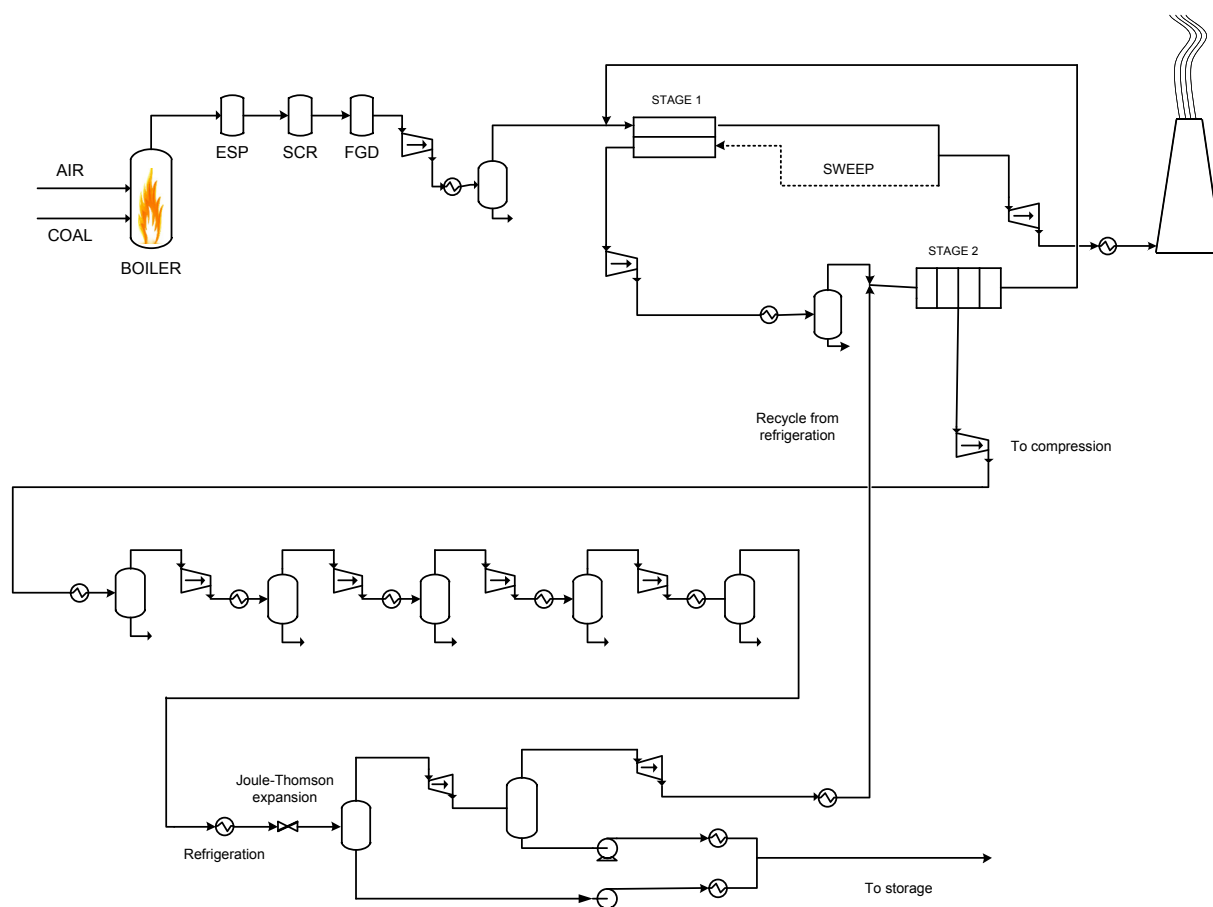 STAGE 1
ESP
SCR
FGD
AIR
SWEEP
COAL
BOILER
STAGE 2
Recycle from
refrigeration
To compression
Joule-Thomson
expansion
Refrigeration
To storage